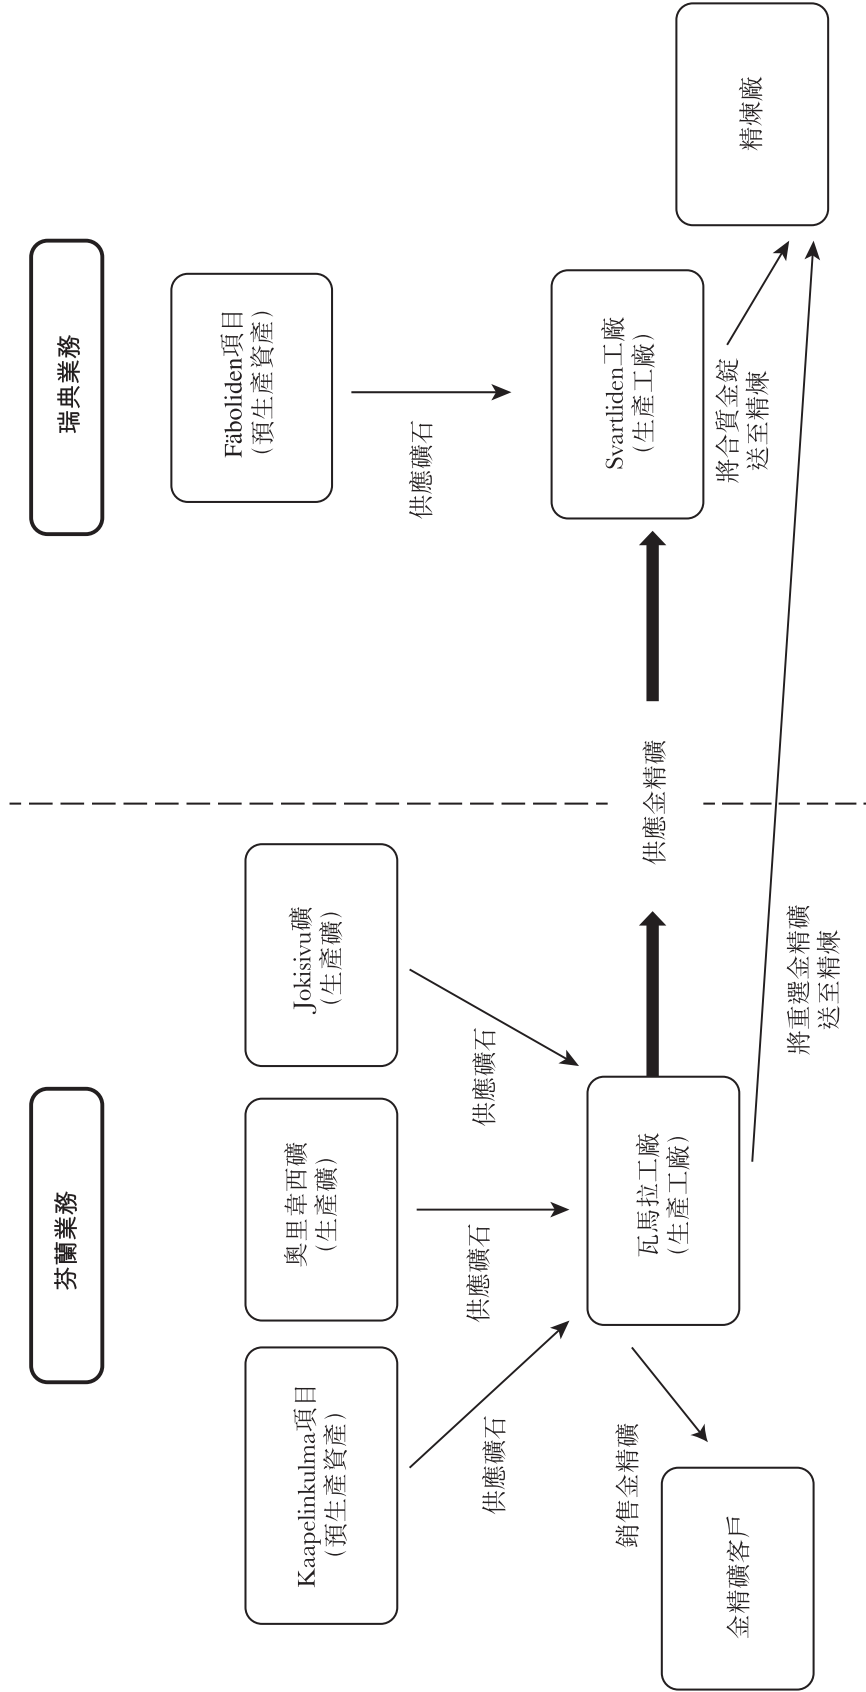 芬蘭業務
瑞典業務
Kaapelinkulma項目
（預生產資產）
奧里韋西礦
（生產礦）
Jokisivu礦
（生產礦）
Fäboliden項目
（預生產資產）
供應礦石
供應礦石
供應礦石
供應礦石
瓦馬拉工廠
（生產工廠）
供應金精礦
Svartliden工廠
（生產工廠）
銷售金精礦
金精礦客戶
將重選金精礦
送至精煉
將合質金錠
送至精煉
精煉廠